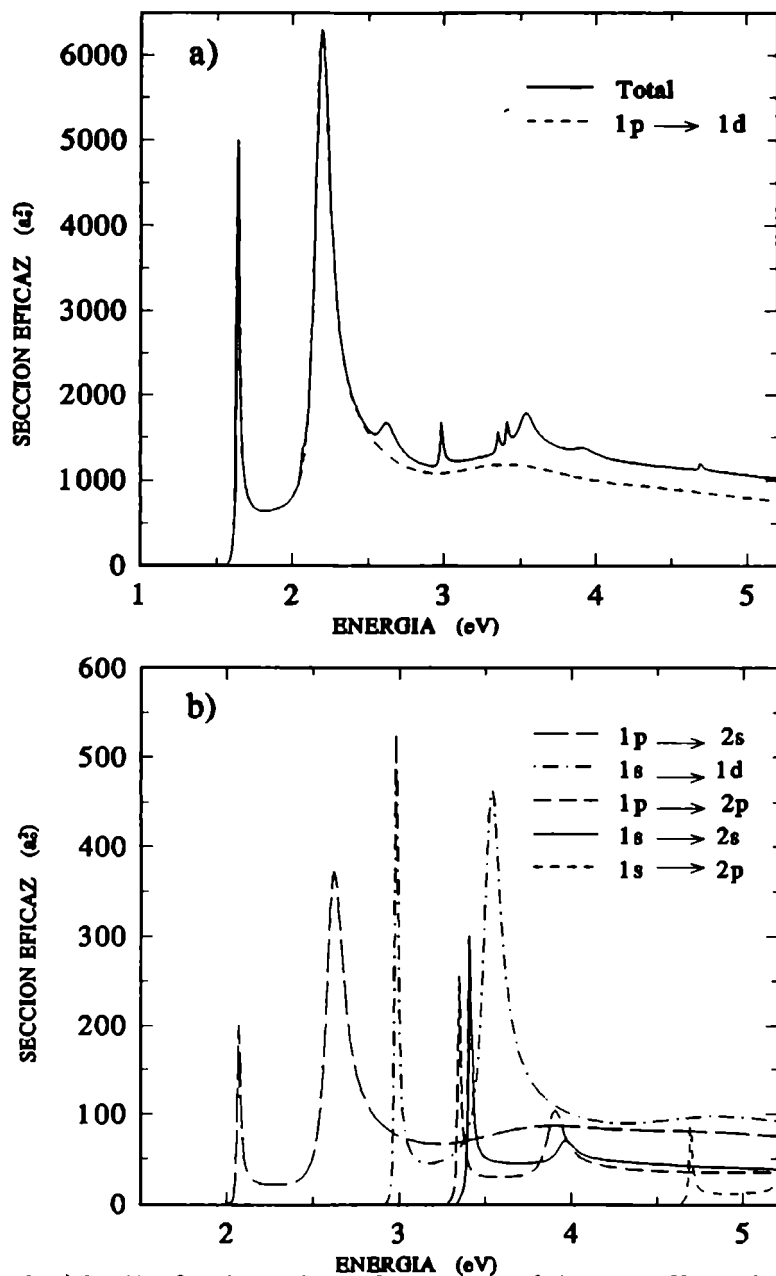 a)
Total
1p → 1d
6000
5000
4000
3000
2000
1000
0
SECCION EFICAZ (a₀²)
1 2 3 4 5
ENERGIA (eV)
b)
1p → 2s
1s → 1d
1p → 2p
1s → 2s
1s → 2p
600
500
400
300
200
100
0
SECCION EFICAZ (a₀²)
2 3 4 5
ENERGIA (eV)